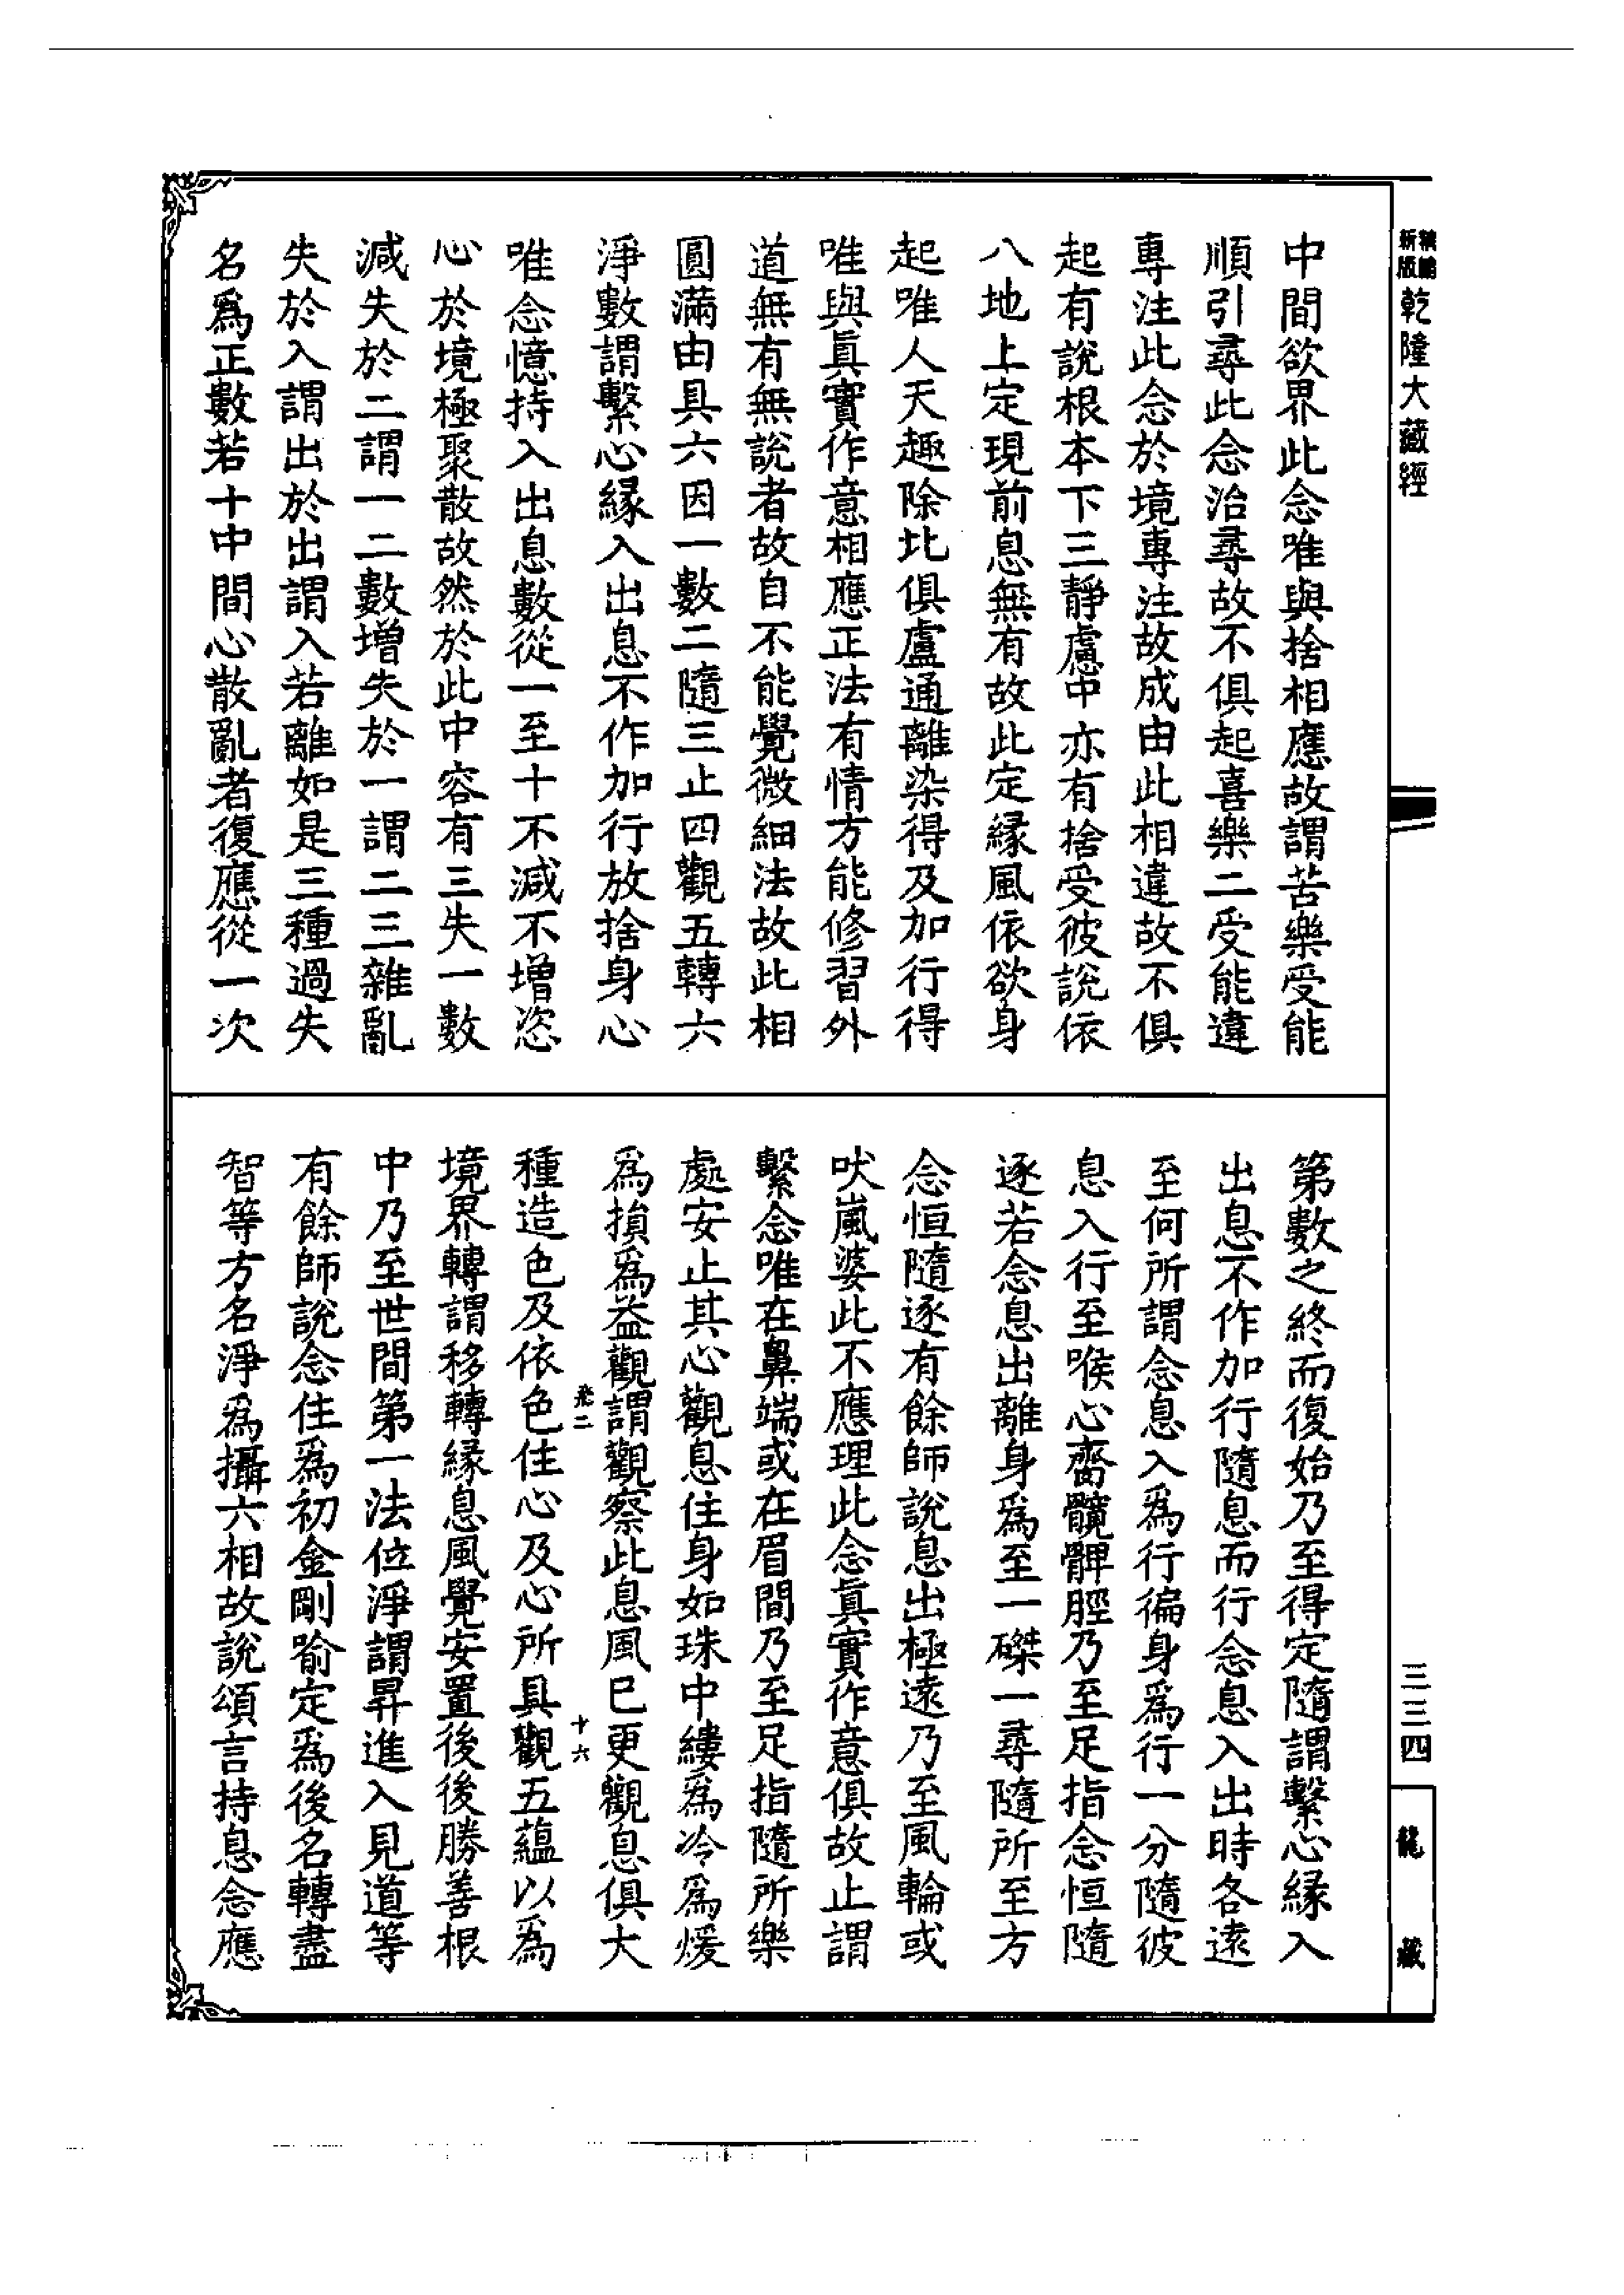 新編
新版
乾隆大藏經
中間欲界此念唯與捨相應故謂苦樂受能
順引尋此念治尋故不俱起喜樂二受能違
專注此念於境專注故成由此相違故不俱
起有說根本下三靜慮中亦有捨受彼說依
八地上定現前息無有故此定緣風依欲身
起唯人天趣除北俱盧通離染得及加行得
唯與眞實作意相應正法有情方能修習外
道無有無說者故自不能覺微細法故此相
圓滿由具六因一數二隨三止四觀五轉六
淨數謂繫心緣入出息不作加行放捨身心
唯念憶持入出息數從一至十不減不增恣
心於境極聚散故然於此中容有三失一數
減失於二謂一二數增失於一謂二三雜亂
失於入謂出於出謂入若離如是三種過失
名爲正數若十中間心散亂者復應從一次
第數之終而復始乃至得定隨謂繫心緣入
出息不作加行隨息而行念息入出時各遠
至何所謂念息入爲行徧身爲行一分隨彼
息入行至喉心臍髖髀脛乃至足指念恒隨
逐若念息出離身爲至一磔一尋隨所至方
念恒隨逐有餘師說息出極遠乃至風輪或
吠嵐婆此不應理此念眞實作意俱故止謂
繫念唯在鼻端或在眉間乃至足指隨所樂
處安止其心觀息住身如珠中縷爲冷爲煖
爲損爲益觀謂觀察此息風巳更觀息俱大
種造色及依色住心及心所具觀五蘊以爲
境界轉謂移轉緣息風覺安置後後勝善根
中乃至世間第一法位淨謂昇進入見道等
有餘師說念住爲初金剛喻定爲後名轉盡
智等方名淨爲攝六相故說頌言持息念應
十六
三三四
龍藏